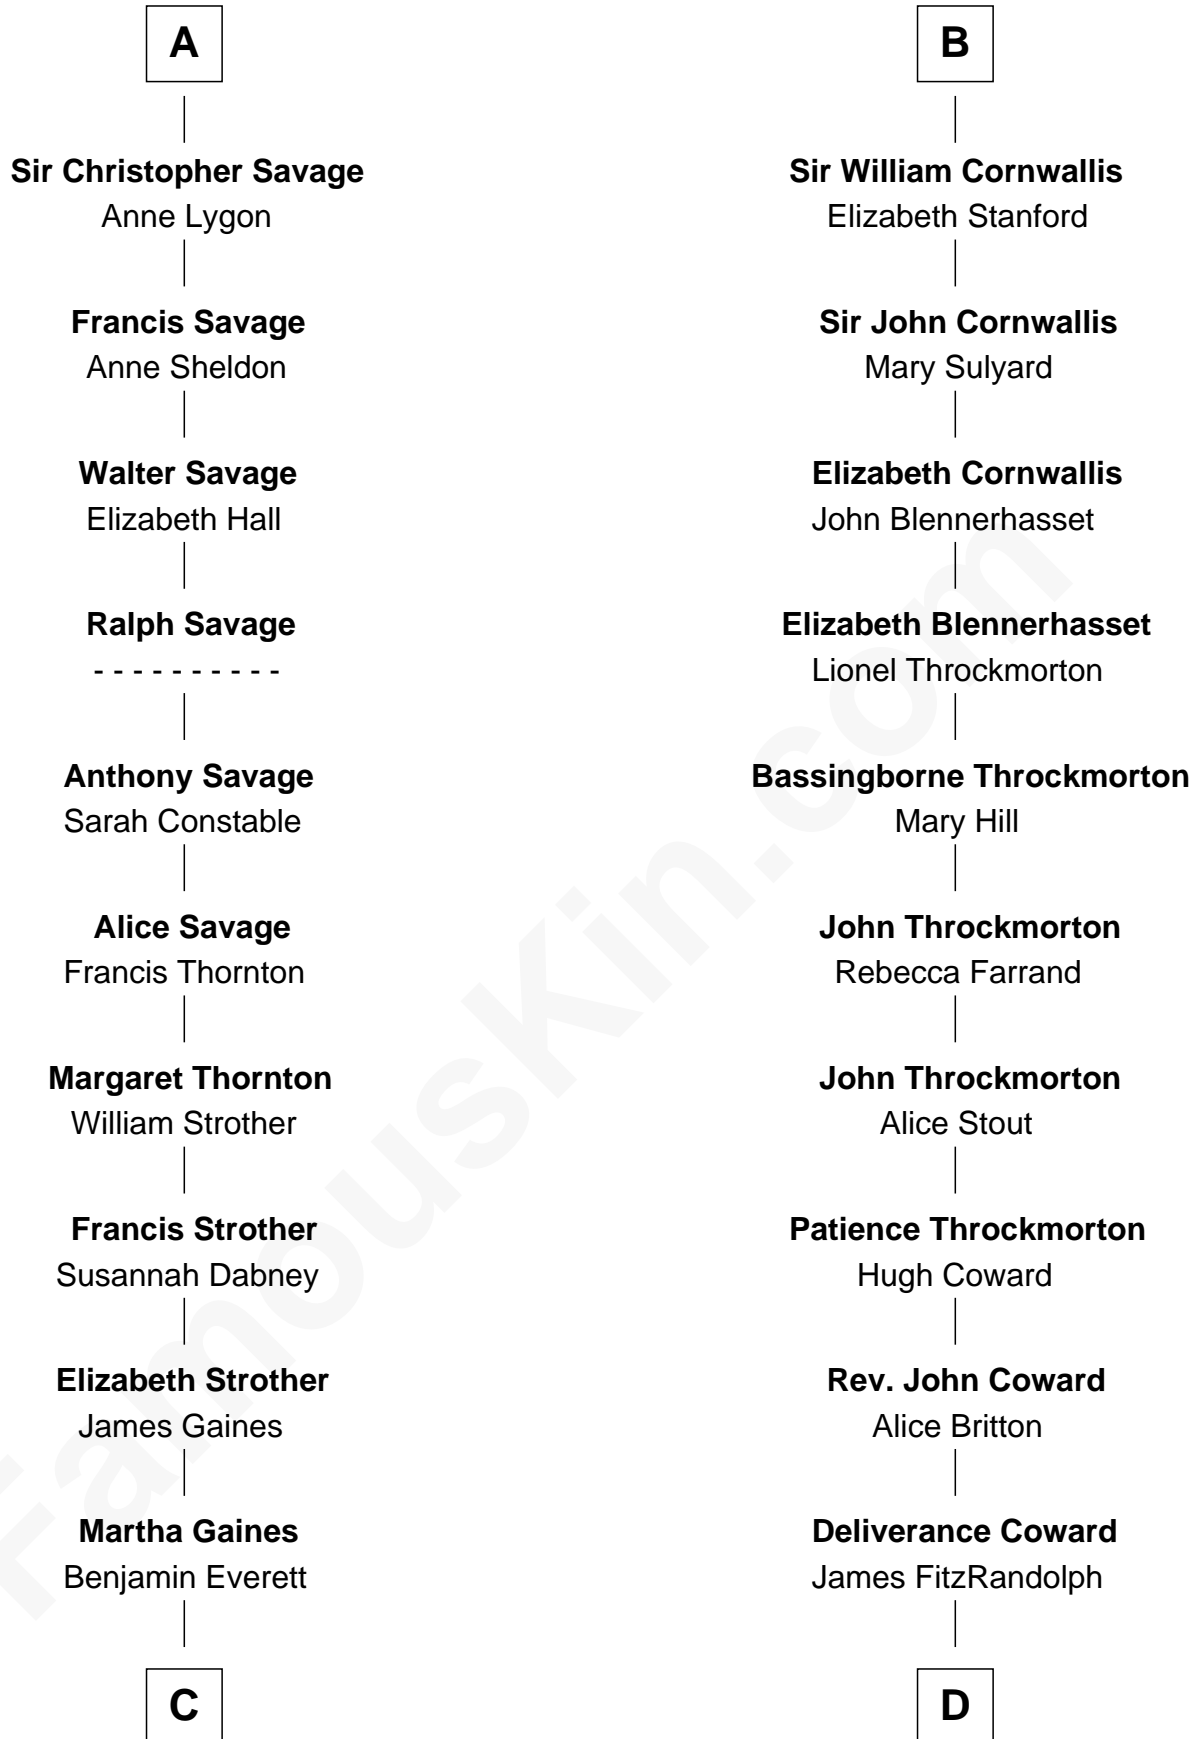 A
Sir Christopher Savage
Anne Lygon
Francis Savage
Anne Sheldon
Walter Savage
Elizabeth Hall
Ralph Savage
- - - - - - - - - -
Anthony Savage
Sarah Constable
Alice Savage
Francis Thornton
Margaret Thornton
William Strother
Francis Strother
Susannah Dabney
Elizabeth Strother
James Gaines
Martha Gaines
Benjamin Everett
C
B
Sir William Cornwallis
Elizabeth Stanford
Sir John Cornwallis
Mary Sulyard
Elizabeth Cornwallis
John Blennerhasset
Elizabeth Blennerhasset
Lionel Throckmorton
Bassingborne Throckmorton
Mary Hill
John Throckmorton
Rebecca Farrand
John Throckmorton
Alice Stout
Patience Throckmorton
Hugh Coward
Rev. John Coward
Alice Britton
Deliverance Coward
James FitzRandolph
D
FamousKin.com